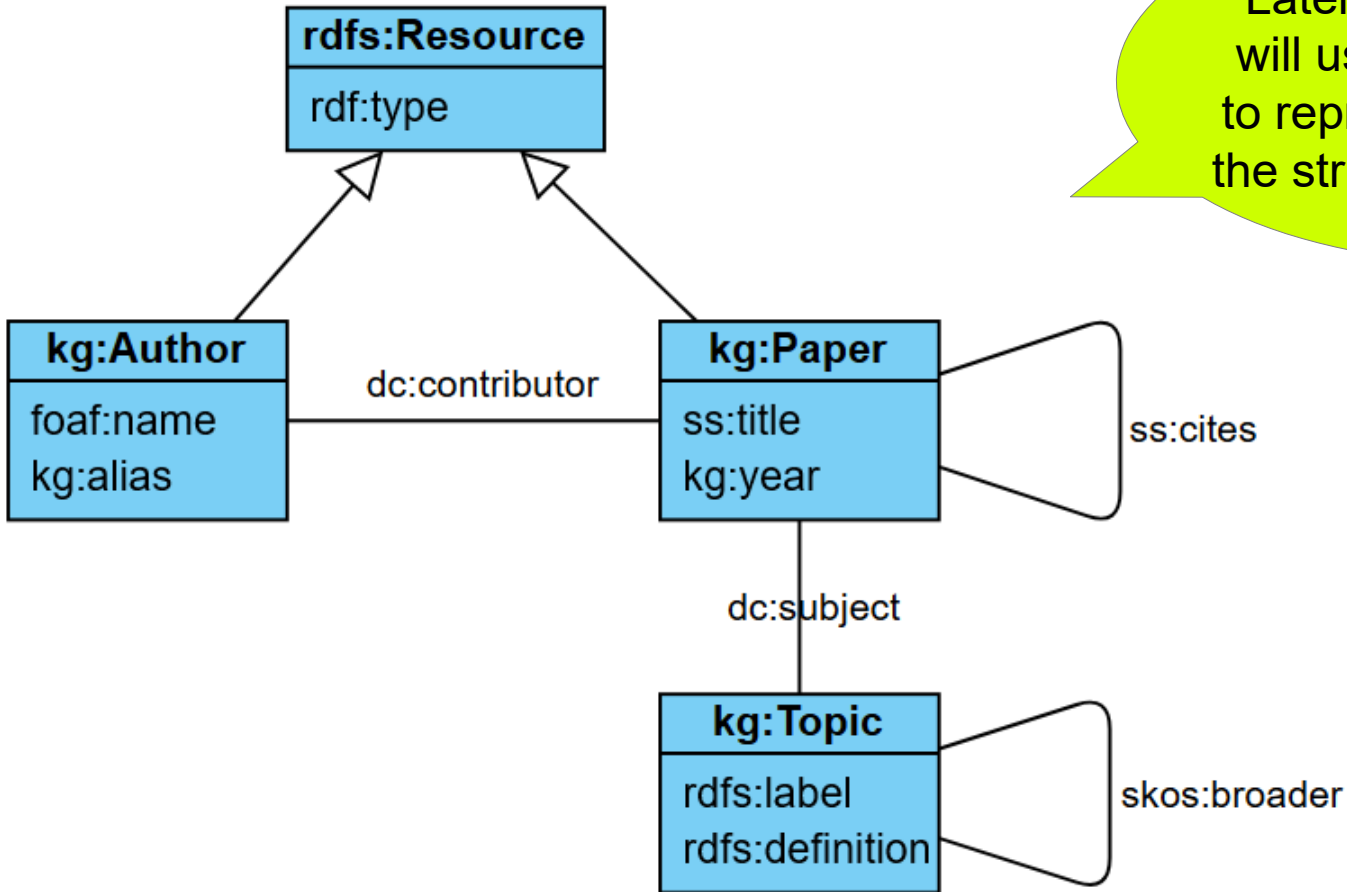 rdfs:Resource
rdf:type
Later
will us
to repr
the str
kg:Author
foaf:name
kg:alias
dc:contributor
kg:Paper
ss:title
kg:year
ss:cites
dc:subject
kg:Topic
rdfs:label
rdfs:definition
skos:broader